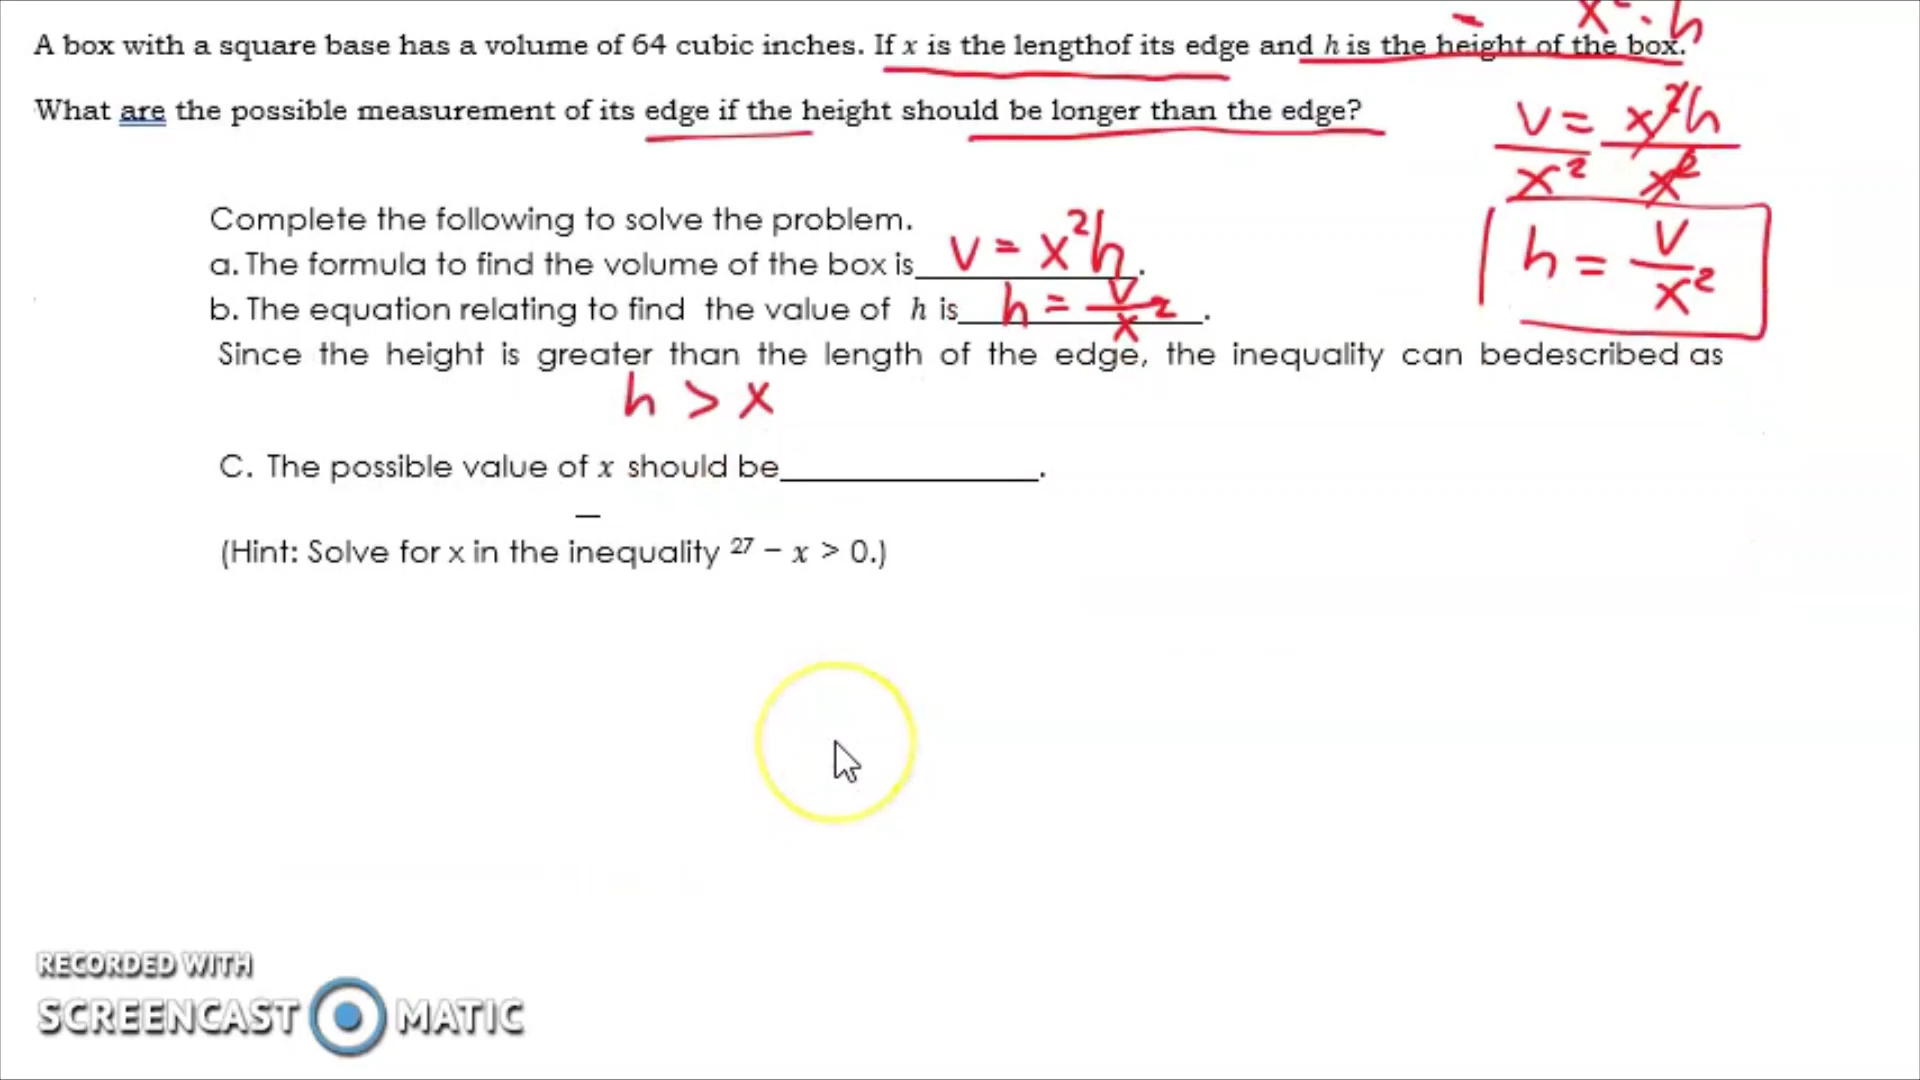 x² · h
A box with a square base has a volume of 64 cubic inches. If x is the lengthof its edge and h is the height of the box.
What are the possible measurement of its edge if the height should be longer than the edge?
V = x²h
x² x²
h = V/x²
Complete the following to solve the problem.
a. The formula to find the volume of the box is V = x²h.
b. The equation relating to find the value of h is h = V/x².
Since the height is greater than the length of the edge, the inequality can bedescribed as
h > x
C. The possible value of x should be____________.
(Hint: Solve for x in the inequality ²⁷ − x > 0.)
RECORDED WITH
SCREENCAST MATIC